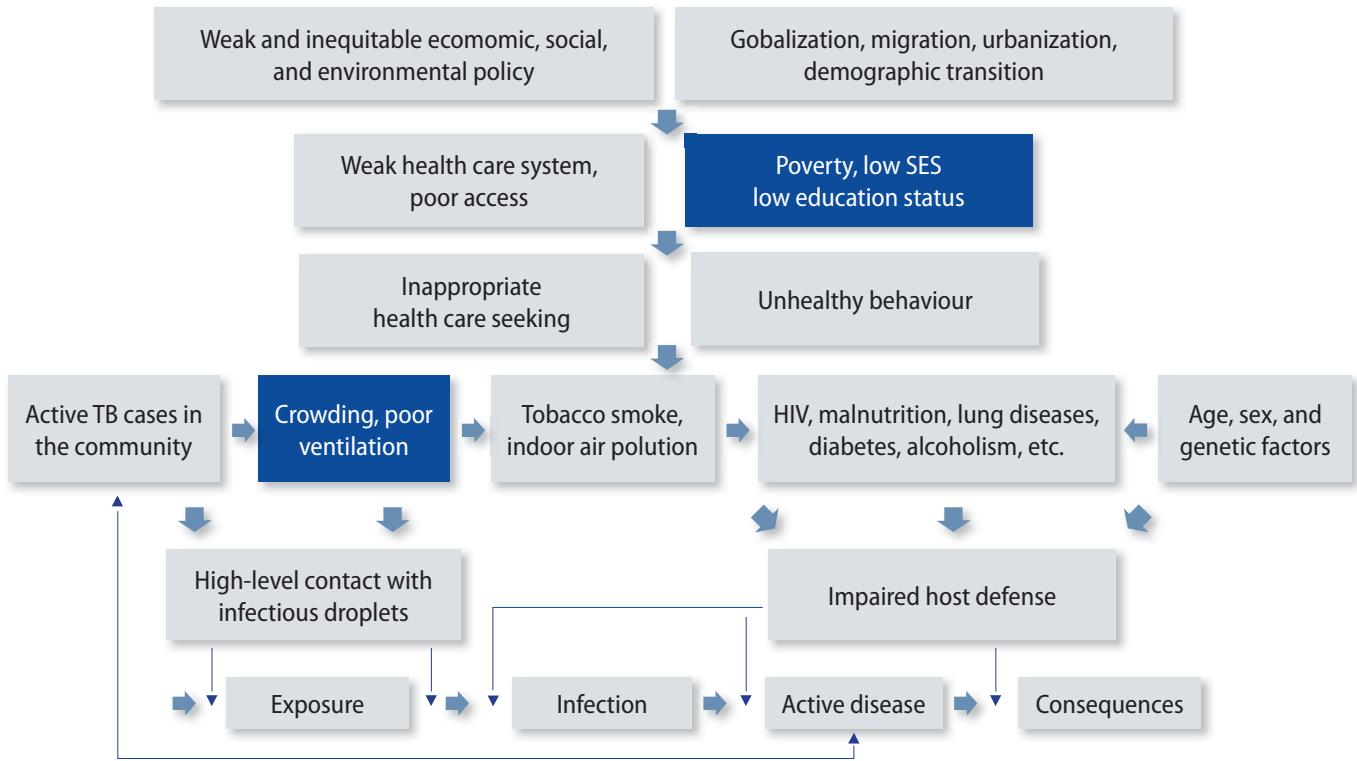 Weak and inequitable ecomomic, social,
and environmental policy
Gobalization, migration, urbanization,
demographic transition
Weak health care system,
poor access
Poverty, low SES
low education status
Inappropriate
health care seeking
Unhealthy behaviour
Active TB cases in
the community
Crowding, poor
ventilation
Tobacco smoke,
indoor air polution
HIV, malnutrition, lung diseases,
diabetes, alcoholism, etc.
Age, sex, and
genetic factors
High-level contact with
infectious droplets
Impaired host defense
Exposure
Infection
Active disease
Consequences